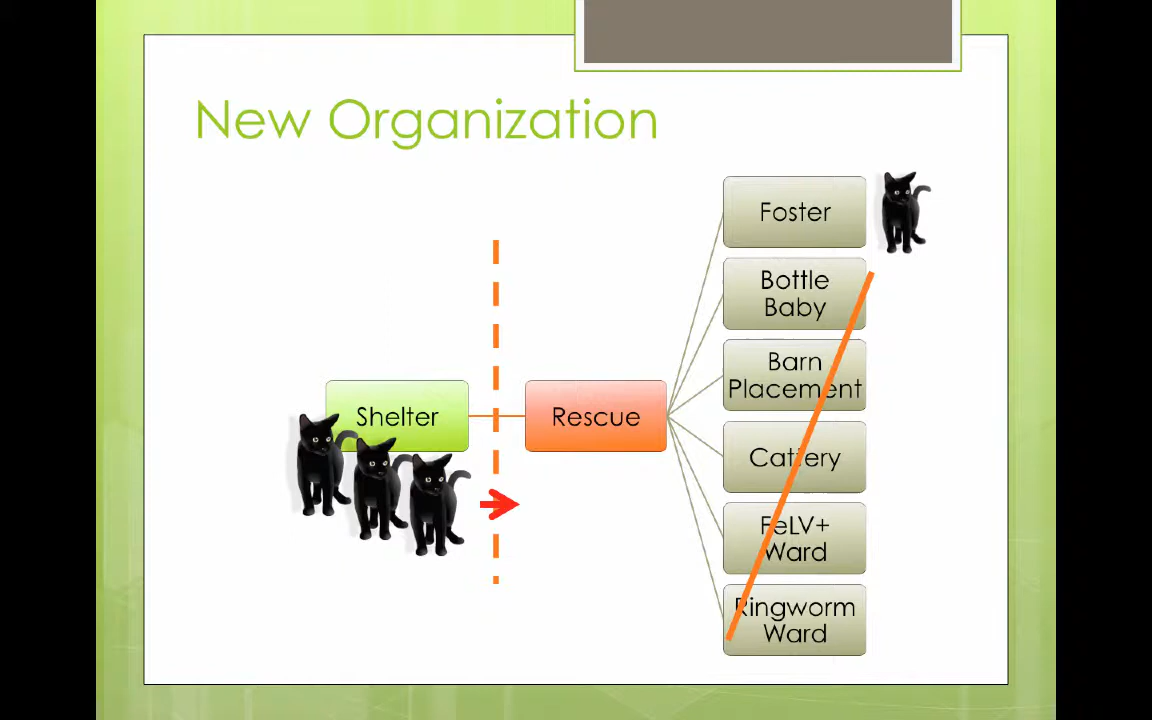 New Organization
Foster
Bottle
Baby
Barn
Placement
Shelter
Rescue
Cattery
FeLV+
Ward
Ringworm
Ward